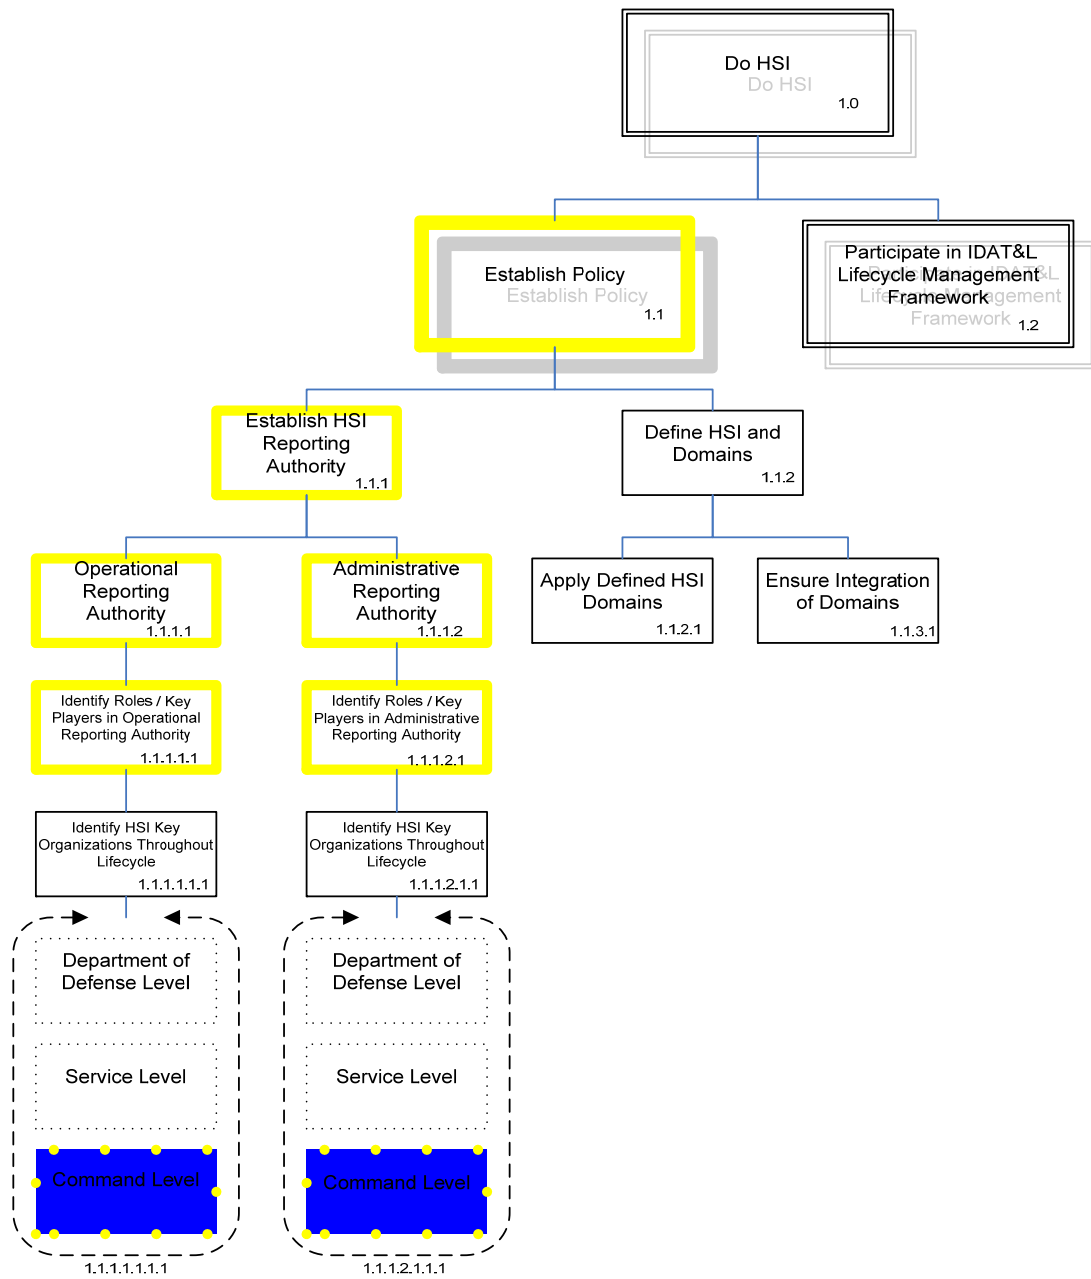 Do HSI
Do HSI
1.0
Establish Policy
Establish Policy
1.1
Participate in IDAT&L
Lifecycle Management
Framework
Participate in IDAT&L
Lifecycle Management
Framework
1.2
Establish HSI
Reporting
Authority
1.1.1
Define HSI and
Domains
1.1.2
Operational
Reporting
Authority
1.1.1.1
Administrative
Reporting
Authority
1.1.1.2
Apply Defined HSI
Domains
1.1.2.1
Ensure Integration
of Domains
1.1.3.1
Identify Roles / Key
Players in Operational
Reporting Authority
1.1.1.1.1
Identify Roles / Key
Players in Administrative
Reporting Authority
1.1.1.2.1
Identify HSI Key
Organizations Throughout
Lifecycle
1.1.1.1.1.1
Identify HSI Key
Organizations Throughout
Lifecycle
1.1.1.2.1.1
Department of
Defense Level
Service Level
Command Level
1.1.1.1.1.1.1
Department of
Defense Level
Service Level
Command Level
1.1.1.2.1.1.1